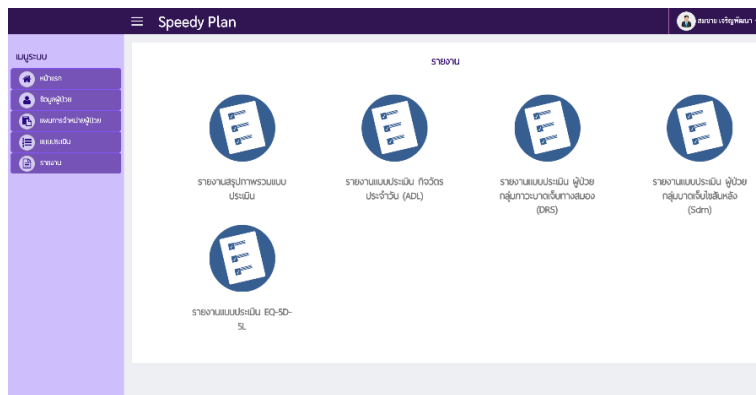 Speedy Plan
สมชาย เจริญพัฒนา
เมนูระบบ
หน้าแรก
ข้อมูลผู้ป่วย
แผนการจำหน่ายผู้ป่วย
แบบประเมิน
รายงาน
รายงาน
รายงานสรุปภาพรวมแบบ
ประเมิน
รายงานแบบประเมิน กิจวัตร
ประจำวัน (ADL)
รายงานแบบประเมิน ผู้ป่วย
กลุ่มภาวะบาดเจ็บทางสมอง
(DRS)
รายงานแบบประเมิน ผู้ป่วย
กลุ่มบาดเจ็บไขสันหลัง
(Sdm)
รายงานแบบประเมิน EQ-5D-
5L